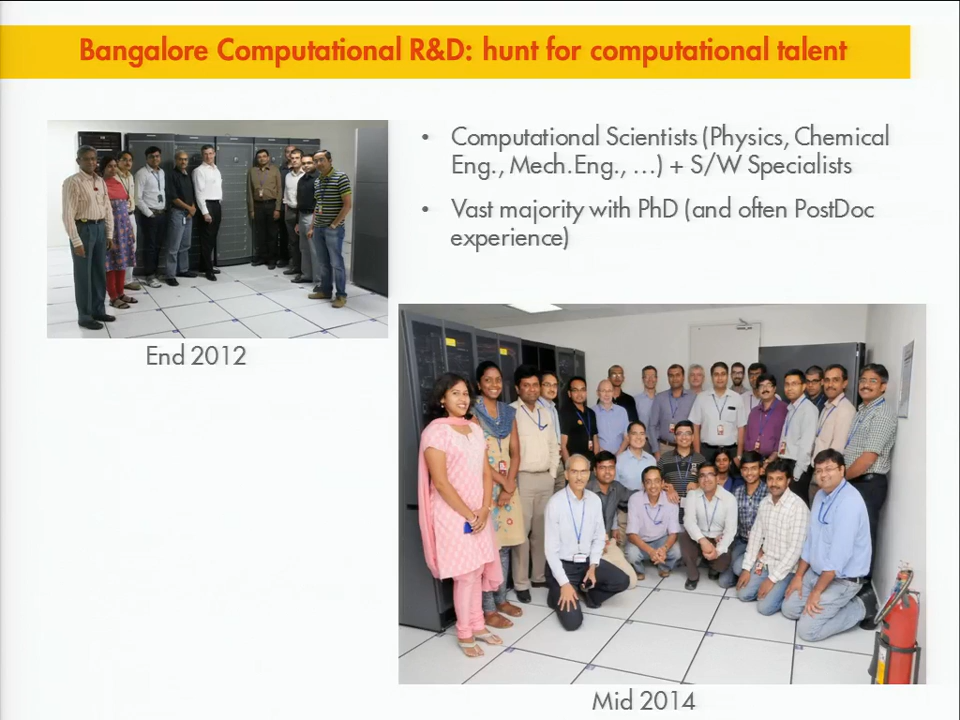 Bangalore Computational R&D: hunt for computational talent
• Computational Scientists (Physics, Chemical
Eng., Mech.Eng., …) + S/W Specialists
• Vast majority with PhD (and often PostDoc
experience)
End 2012
Mid 2014